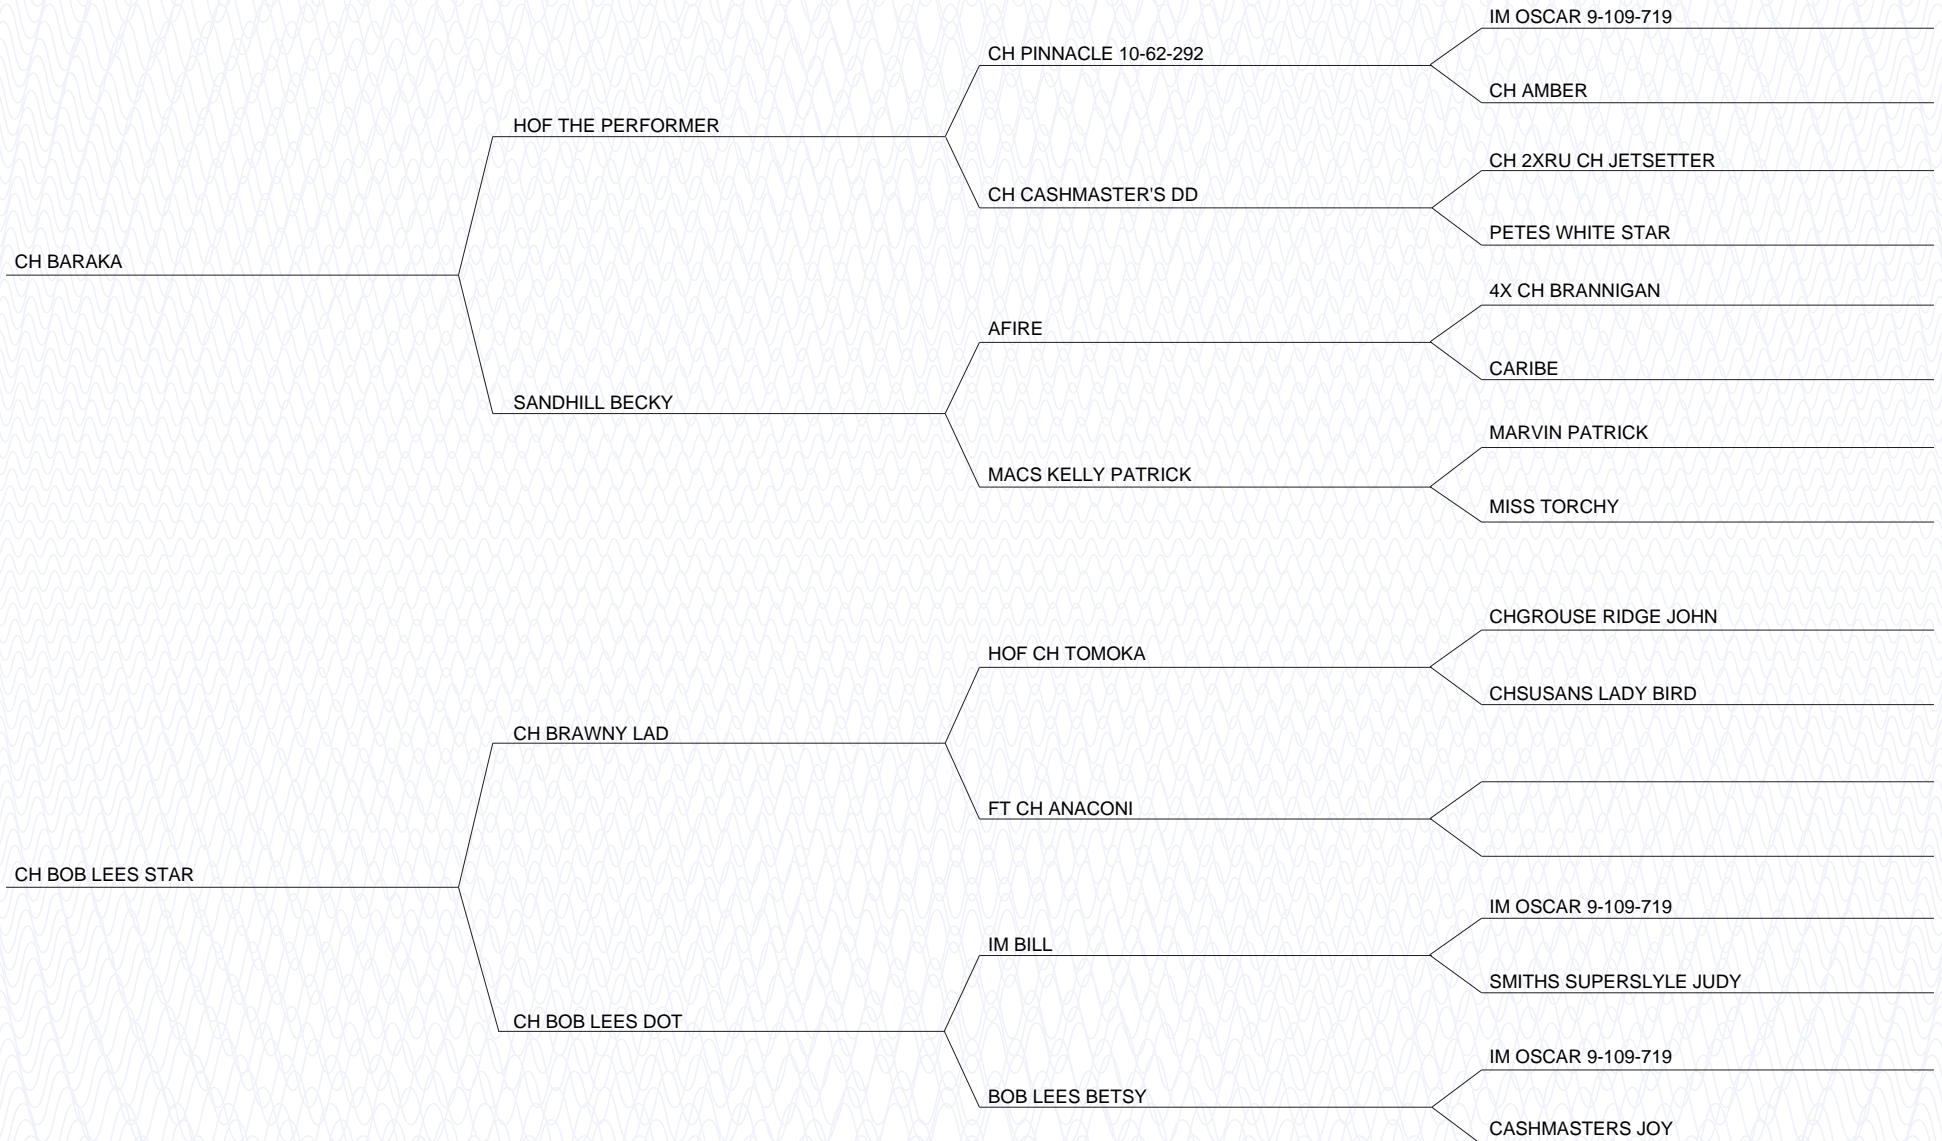 IM OSCAR 9-109-719
CH PINNACLE 10-62-292
CH AMBER
HOF THE PERFORMER
CH 2XRU CH JETSETTER
CH CASHMASTER'S DD
PETES WHITE STAR
CH BARAKA
4X CH BRANNIGAN
AFIRE
CARIBE
SANDHILL BECKY
MARVIN PATRICK
MACS KELLY PATRICK
MISS TORCHY
CHGROUSE RIDGE JOHN
HOF CH TOMOKA
CHSUSANS LADY BIRD
CH BRAWNY LAD
FT CH ANACONI
CH BOB LEES STAR
IM OSCAR 9-109-719
IM BILL
SMITHS SUPERSLYLE JUDY
CH BOB LEES DOT
IM OSCAR 9-109-719
BOB LEES BETSY
CASHMASTERS JOY